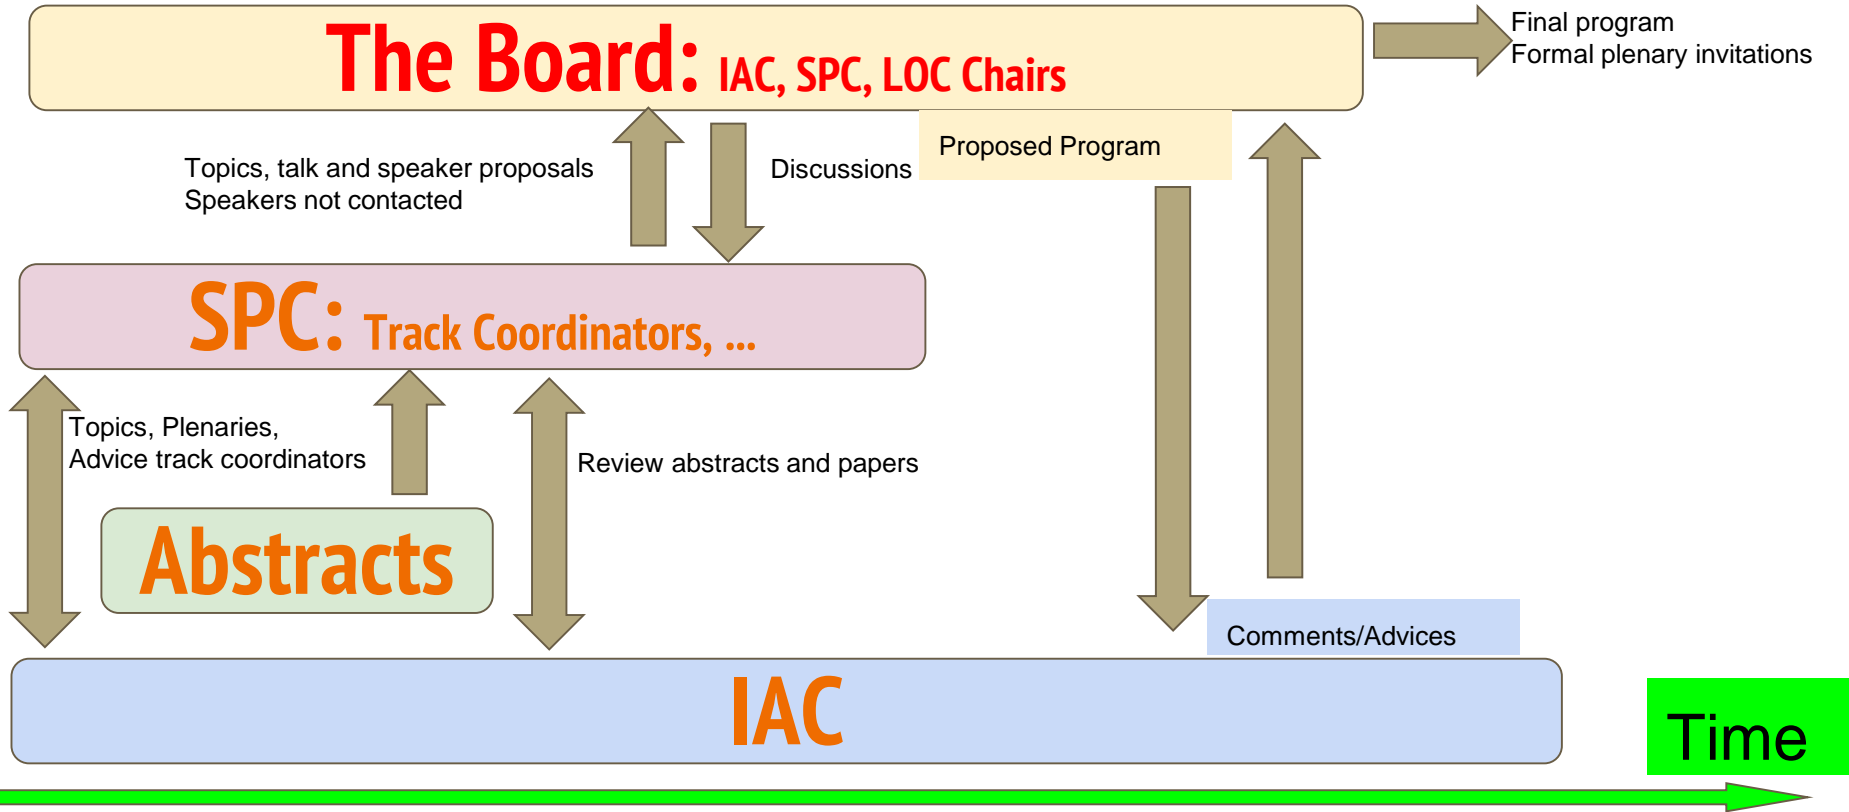 The Board: IAC, SPC, LOC Chairs
Final program
Formal plenary invitations
Topics, talk and speaker proposals
Speakers not contacted
Discussions
Proposed Program
SPC: Track Coordinators, ...
Topics, Plenaries,
Advice track coordinators
Review abstracts and papers
Abstracts
Comments/Advices
IAC
Time